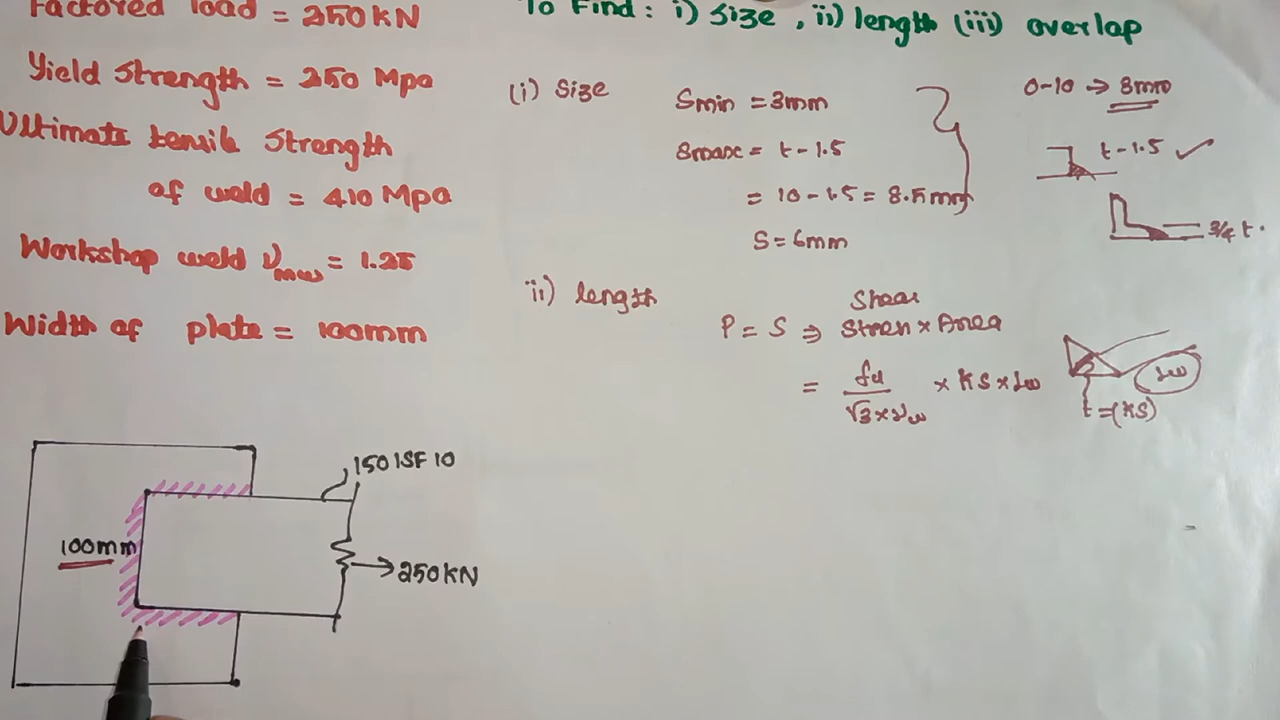 Factored load = 250 KN
Yield Strength = 250 Mpa
Ultimate tensile Strength
of weld = 410 Mpa
Workshop weld γmw = 1.25
Width of plate = 100mm
To Find : i) Size , ii) length (iii) overlap
(i) Size
Smin = 3mm
Smax = t - 1.5
= 10 - 1.5 = 8.5mm
S = 6mm
0-10 → 3mm
t - 1.5 ✓
3/4 t.
ii) length
Shear
P = S ⇒ Stress × Area
= fu / √3 × γw × KS × Lw
Lw
t = (KS)
150 ISF 10
100mm
250KN